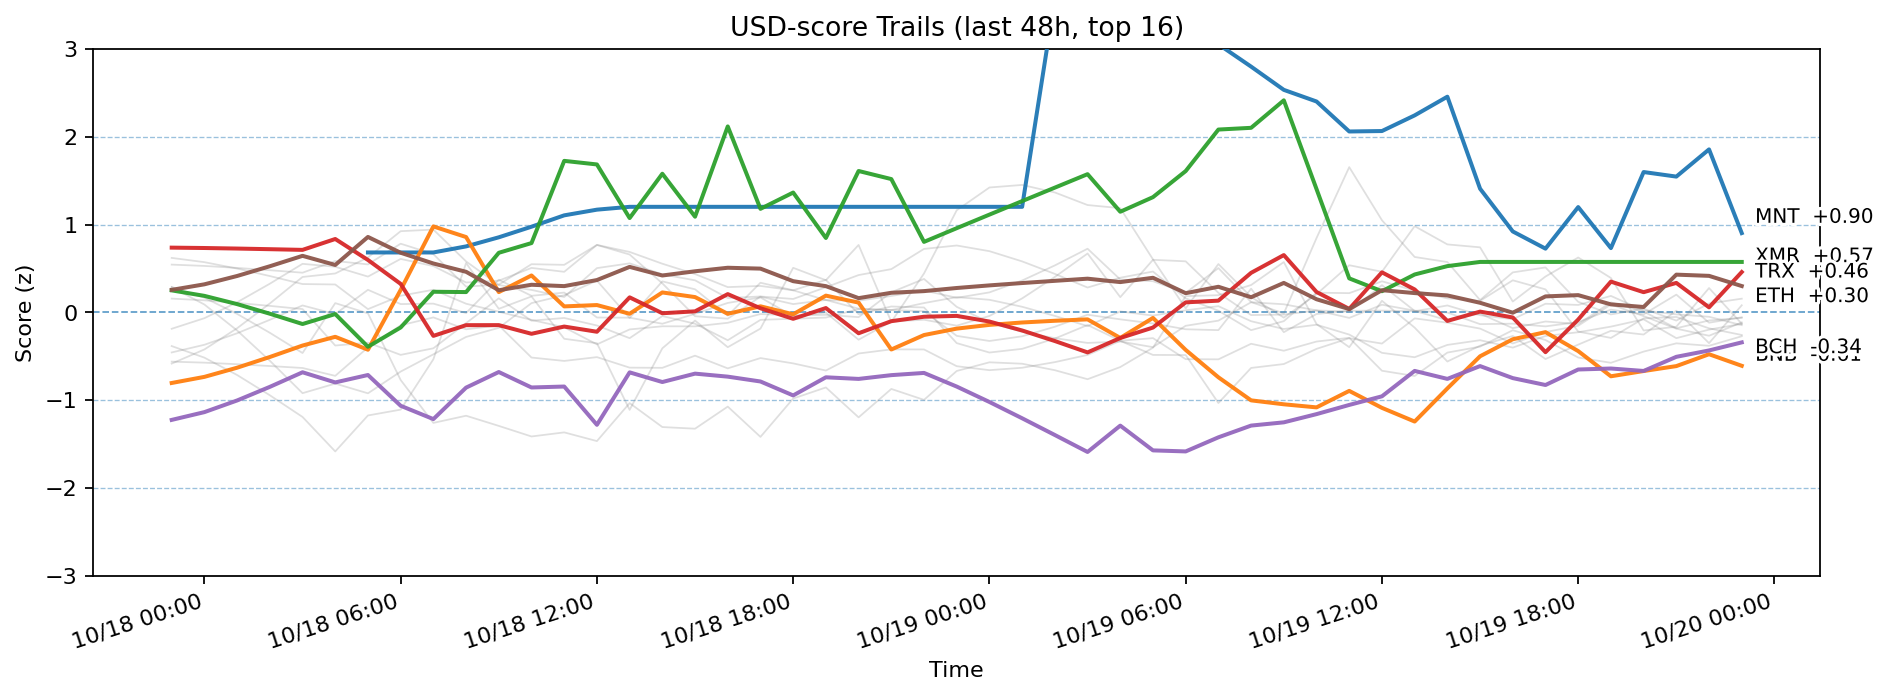 USD-score Trails (last 48h, top 16)
Score (z)
3
2
1
0
−1
−2
−3
MNT +0.90
XMR +0.57
TRX +0.46
ETH +0.30
BCH -0.34
10/18 00:00
10/18 06:00
10/18 12:00
10/18 18:00
10/19 00:00
10/19 06:00
10/19 12:00
10/19 18:00
10/20 00:00
Time